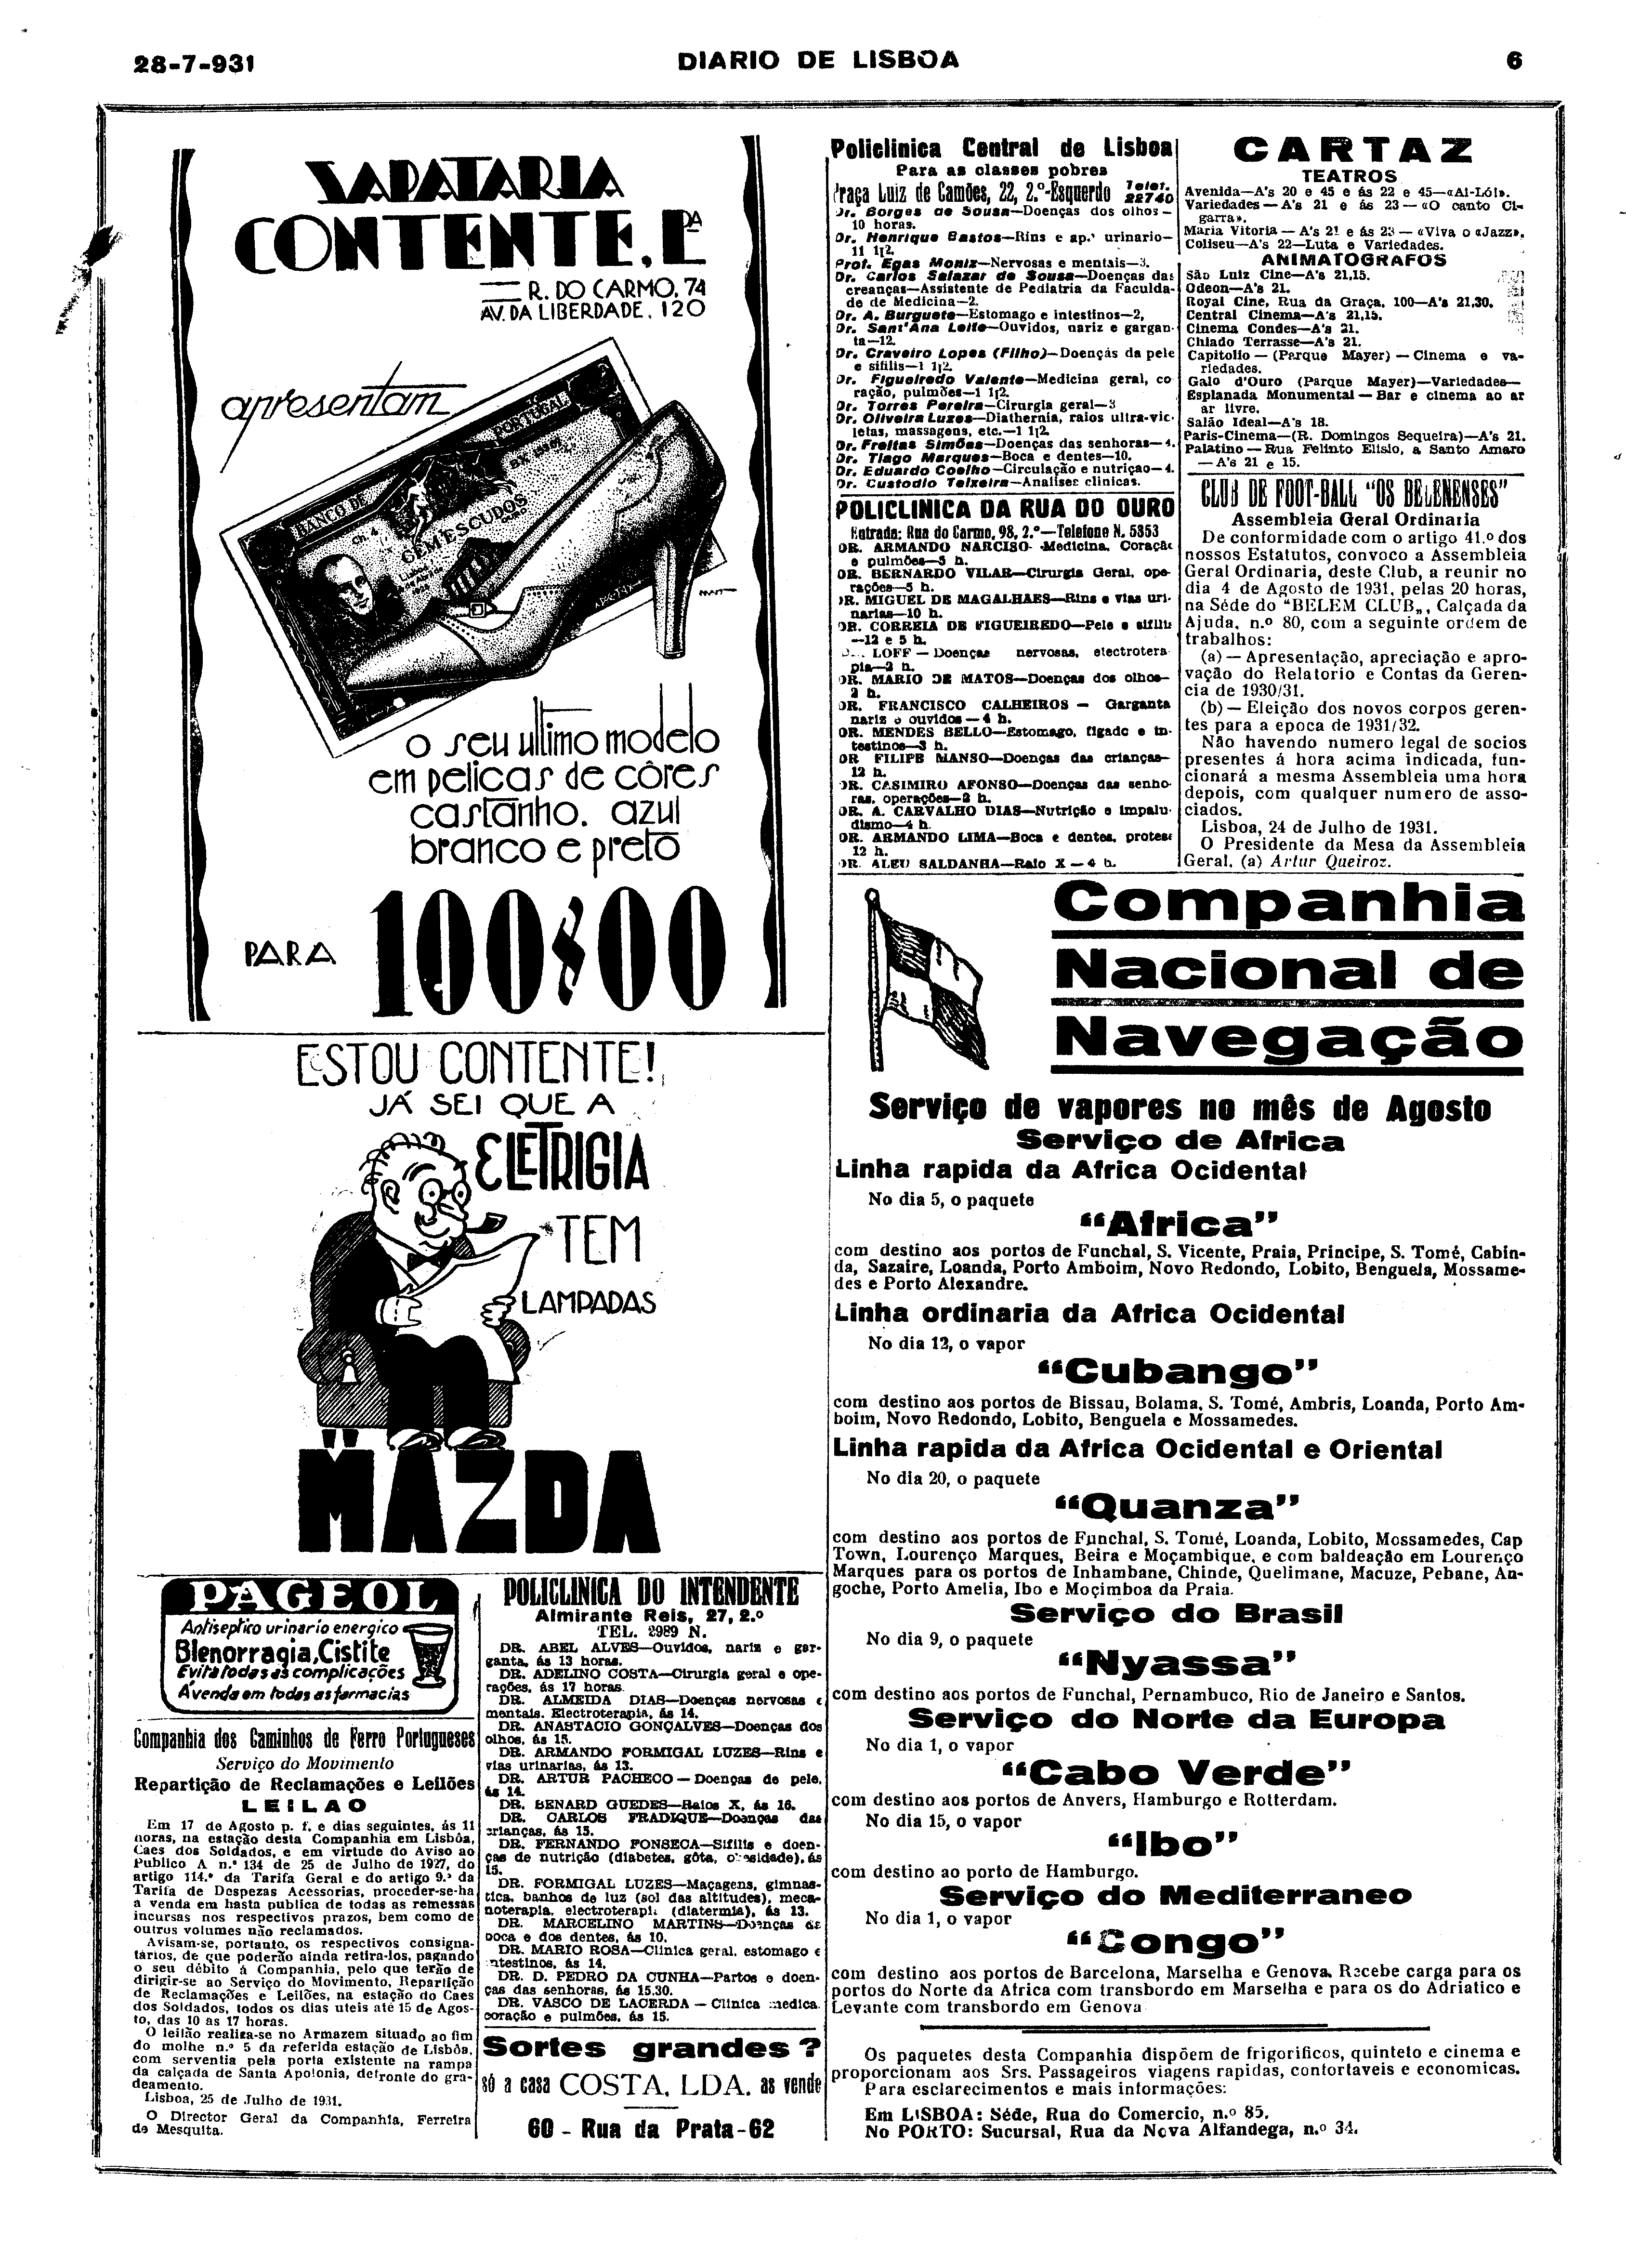 28-7-931
DIARIO DE LISBOA
6
SAPATARIA
CONTENTE, LDA
R. DO CARMO, 74
AV. DA LIBERDADE, 120
apresentam
BANCO DE
PORTUGAL
CEM ESCUDOS
o seu ultimo modelo
em pelicas de côres
castanho, azul
branco e preto
PARA 100$00
ESTOU CONTENTE!
JÁ SEI QUE A
ELETRIGIA
TEM
LAMPADAS
MAZDA
PAGEOL
Antiseptico urinario energico
Blenorragia, Cistite
Evita todas as complicações
Á venda em todas as farmacias
Companhia dos Caminhos de Ferro Portugueses
Serviço do Movimento
Repartição de Reclamações e Leilões
LEILAO
Em 17 de Agosto p. f. e dias seguintes, ás 11
horas, na estação desta Companhia em Lisbôa,
Caes dos Soldados, e em virtude do Aviso ao
Publico A n.º 134 de 25 de Julho de 1927, do
artigo 114.º da Tarifa Geral e do artigo 9.º da
Tarifa de Despezas Acessorias, proceder-se-ha
a venda em hasta publica de todas as remessas
incursas nos respectivos prazos, bem como de
outros volumes não reclamados.
Avisam-se, portanto, os respectivos consigna-
tários, de que poderão ainda retira-los, pagando
o seu débito á Companhia, pelo que terão de
dirigir-se ao Serviço do Movimento, Repartição
de Reclamações e Leilões, na estação do Caes
dos Soldados, todos os dias uteis até 15 de Agos-
to, das 10 as 17 horas.
O leilão realiza-se no Armazem situado ao fim
do molhe n.º 5 da referida estação de Lisbôa,
com serventia pela porta existente na rampa
da calçada de Santa Apolonia, defronte do gra-
deamento.
Lisboa, 25 de Julho de 1931.
O Director Geral da Companhia, Ferreira
de Mesquita.
POLICLINICA DO INTENDENTE
Almirante Reis, 27, 2.º
TEL. 2989 N.
DR. ABEL ALVES—Ouvidos, nariz e gar-
ganta, ás 13 horas.
DR. ADELINO COSTA—Cirurgia geral e ope-
rações, ás 17 horas.
DR. ALMEIDA DIAS—Doenças nervosas e
mentais. Electroterapia, ás 14.
DR. ANASTACIO GONÇALVES—Doenças dos
olhos, ás 15.
DR. ARMANDO FORMIGAL LUZES—Rins e
vias urinarias, ás 13.
DR. ARTUR PACHECO—Doenças de pele,
ás 14.
DR. BENARD GUEDES—Raios X, ás 16.
DR. CARLOS FRADIQUE—Doenças das
crianças, ás 15.
DR. FERNANDO FONSECA—Sifilis e doen-
ças de nutrição (diabetes, gôta, obesidade), ás
15.
DR. FORMIGAL LUZES—Maçagens, gimnas-
tica, banhos de luz (sol das altitudes), meca-
noterapia, electroterapia (diatermia), ás 13.
DR. MARCELINO MARTINS—Doenças da
boca e dos dentes, ás 10.
DR. MARIO ROSA—Clinica geral, estomago e
intestinos, ás 14.
DR. D. PEDRO DA CUNHA—Partos e doen-
ças das senhoras, ás 15.30.
DR. VASCO DE LACERDA—Clinica medica,
coração e pulmões, ás 15.
Sortes grandes?
só a casa COSTA, LDA. as vende
60 - Rua da Prata - 62
Policlinica Central de Lisboa
Para as classes pobres
Praça Luiz de Camões, 22, 2.º-Esquerdo Telef. 22740
Dr. Borges de Sousa—Doenças dos olhos—
10 horas.
Dr. Henrique Bastos—Rins e ap.º urinario—
11 1|2.
Prof. Egas Moniz—Nervosas e mentais—3.
Dr. Carlos Salazar de Sousa—Doenças das
creanças—Assistente de Pediatria da Faculda-
de de Medicina—2.
Dr. A. Burguete—Estomago e intestinos—2,
Dr. Sant'Ana Leite—Ouvidos, nariz e gargan-
ta—12.
Dr. Craveiro Lopes (Filho)—Doenças da pele
e sifilis—1 1|2.
Dr. Figueiredo Valente—Medicina geral, co
ração, pulmões—1 1|2.
Dr. Torres Pereira—Cirurgia geral—3
Dr. Oliveira Luzes—Diathernia, raios ultra-vio-
letas, massagens, etc.—1 1|2.
Dr. Freitas Simões—Doenças das senhoras—4.
Dr. Tiago Marques—Boca e dentes—10.
Dr. Eduardo Coelho—Circulação e nutriçao—4.
Dr. Custodio Teixeira—Analises clinicas.
POLICLINICA DA RUA DO OURO
Entrada: Rua do Carmo, 98, 2.º—Telefone N. 5353
DR. ARMANDO NARCISO—Medicina, Coração
e pulmões—5 h.
DR. BERNARDO VILAR—Cirurgia Geral, ope-
rações—5 h.
DR. MIGUEL DE MAGALHAES—Rins e vias uri-
narias—10 h.
DR. CORREIA DE FIGUEIREDO—Pele e sifilis
—12 e 5 h.
LOFF—Doenças nervosas, electrotera
pia—2 h.
DR. MARIO DE MATOS—Doenças dos olhos—
2 h.
DR. FRANCISCO CALHEIROS—Garganta
nariz e ouvidos—4 h.
DR. MENDES BELLO—Estomago, figado e in-
testinos—3 h.
DR FILIPE MANSO—Doenças das crianças—
12 h.
DR. CASIMIRO AFONSO—Doenças das senho-
ras, operações—2 h.
DR. A. CARVALHO DIAS—Nutrição e impalu-
dismo—4 h.
DR. ARMANDO LIMA—Boca e dentes, protese
12 h.
DR. ALEU SALDANHA—Raio X—4 h.
CARTAZ
TEATROS
Avenida—A's 20 e 45 e ás 22 e 45—«Al-Ló!».
Variedades—A's 21 e ás 23—«O canto Ci-
garra».
Maria Vitoria—A's 21 e ás 23—«Viva o «Jazz».
Coliseu—A's 22—Luta e Variedades.
ANIMATOGRAFOS
São Luiz Cine—A's 21,15.
Odeon—A's 21.
Royal Cine, Rua da Graça, 100—A's 21,30.
Central Cinema—A's 21,15.
Cinema Condes—A's 21.
Chiado Terrasse—A's 21.
Capitolio—(Parque Mayer)—Cinema e va-
riedades.
Galo d'Ouro (Parque Mayer)—Variedades—
Esplanada Monumental—Bar e cinema ao ar
ar livre.
Salão Ideal—A's 18.
Paris-Cinema—(R. Domingos Sequeira)—A's 21.
Palatino—Rua Felinto Elisio, a Santo Amaro
—A's 21 e 15.
CLUB DE FOOT-BALL "OS BELENENSES"
Assembleia Geral Ordinaria
De conformidade com o artigo 41.º dos
nossos Estatutos, convoco a Assembleia
Geral Ordinaria, deste Club, a reunir no
dia 4 de Agosto de 1931, pelas 20 horas,
na Séde do "BELEM CLUB„, Calçada da
Ajuda, n.º 80, com a seguinte ordem de
trabalhos:
(a)—Apresentação, apreciação e apro-
vação do Relatorio e Contas da Geren-
cia de 1930/31.
(b)—Eleição dos novos corpos geren-
tes para a epoca de 1931/32.
Não havendo numero legal de socios
presentes á hora acima indicada, fun-
cionará a mesma Assembleia uma hora
depois, com qualquer numero de asso-
ciados.
Lisboa, 24 de Julho de 1931.
O Presidente da Mesa da Assembleia
Geral, (a) Artur Queiroz.
Companhia
Nacional de
Navegação
Serviço de vapores no mês de Agosto
Serviço de Africa
Linha rapida da Africa Ocidental
No dia 5, o paquete
"Africa"
com destino aos portos de Funchal, S. Vicente, Praia, Principe, S. Tomé, Cabin-
da, Sazaire, Loanda, Porto Amboim, Novo Redondo, Lobito, Benguela, Mossame-
des e Porto Alexandre.
Linha ordinaria da Africa Ocidental
No dia 12, o vapor
"Cubango"
com destino aos portos de Bissau, Bolama, S. Tomé, Ambris, Loanda, Porto Am-
boim, Novo Redondo, Lobito, Benguela e Mossamedes.
Linha rapida da Africa Ocidental e Oriental
No dia 20, o paquete
"Quanza"
com destino aos portos de Funchal, S. Tomé, Loanda, Lobito, Mossamedes, Cap
Town, Lourenço Marques, Beira e Moçambique, e com baldeação em Lourenço
Marques para os portos de Inhambane, Chinde, Quelimane, Macuze, Pebane, An-
goche, Porto Amelia, Ibo e Moçimboa da Praia.
Serviço do Brasil
No dia 9, o paquete
"Nyassa"
com destino aos portos de Funchal, Pernambuco, Rio de Janeiro e Santos.
Serviço do Norte da Europa
No dia 1, o vapor
"Cabo Verde"
com destino aos portos de Anvers, Hamburgo e Rotterdam.
No dia 15, o vapor
"Ibo"
com destino ao porto de Hamburgo.
Serviço do Mediterraneo
No dia 1, o vapor
"Congo"
com destino aos portos de Barcelona, Marselha e Genova. Recebe carga para os
portos do Norte da Africa com transbordo em Marselha e para os do Adriatico e
Levante com transbordo em Genova
Os paquetes desta Companhia dispõem de frigorificos, quinteto e cinema e
proporcionam aos Srs. Passageiros viagens rapidas, confortaveis e economicas.
Para esclarecimentos e mais informações:
Em LISBOA: Séde, Rua do Comercio, n.º 85.
No PORTO: Sucursal, Rua da Nova Alfandega, n.º 34.